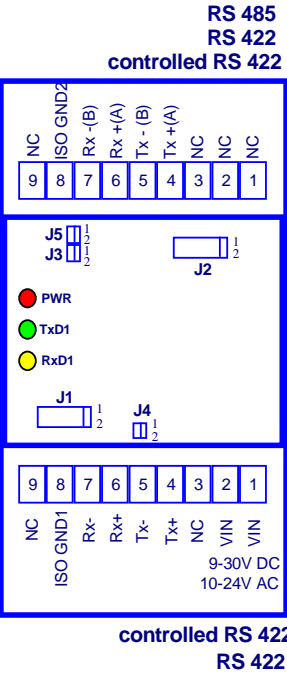 RS 485
RS 422
controlled RS 422
NC ISO GND2 Rx -(B) Rx +(A) Tx - (B) Tx +(A) NC NC NC
9 8 7 6 5 4 3 2 1
J5 1
2
J3 1
2
J2 1
2
PWR
TxD1
RxD1
J1 1
2
J4 1
2
9 8 7 6 5 4 3 2 1
NC ISO GND1 Rx- Rx+ Tx- Tx+ NC VIN VIN
9-30V DC
10-24V AC
controlled RS 422
RS 422